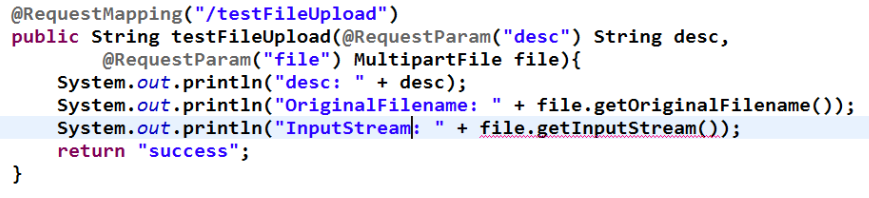 @RequestMapping("/testFileUpload")
public String testFileUpload(@RequestParam("desc") String desc,
@RequestParam("file") MultipartFile file){
System.out.println("desc: " + desc);
System.out.println("OriginalFilename: " + file.getOriginalFilename());
System.out.println("InputStream: " + file.getInputStream());
return "success";
}